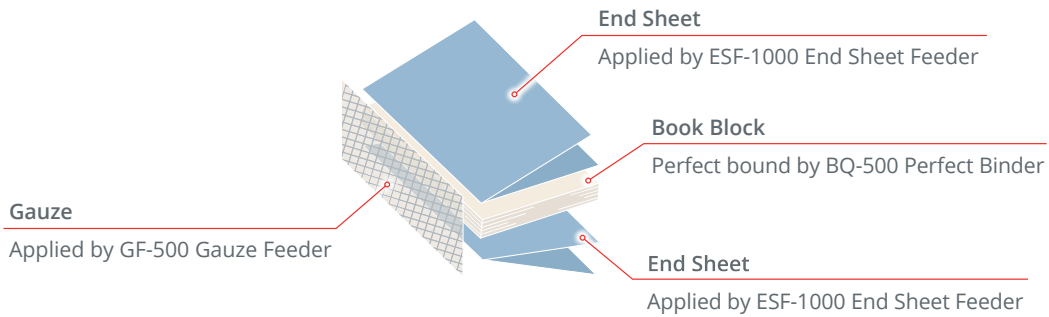 End Sheet
Applied by ESF-1000 End Sheet Feeder
Book Block
Perfect bound by BQ-500 Perfect Binder
Gauze
Applied by GF-500 Gauze Feeder
End Sheet
Applied by ESF-1000 End Sheet Feeder